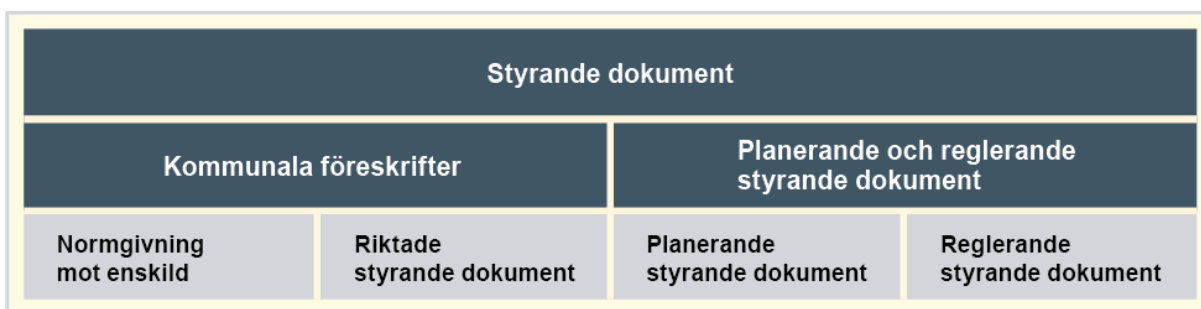 Styrande dokument
Kommunala föreskrifter
Planerande och reglerande
styrande dokument
Normgivning
mot enskild
Riktade
styrande dokument
Planerande
styrande dokument
Reglerande
styrande dokument